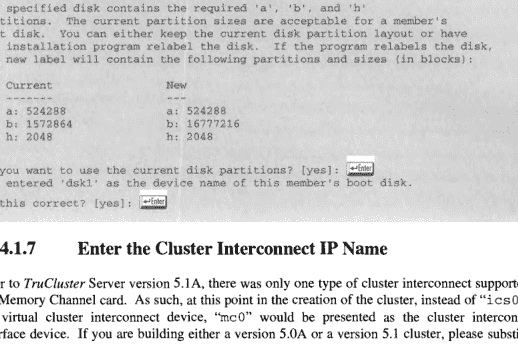 specified disk contains the required 'a', 'b', and 'h'
titions. The current partition sizes are acceptable for a member's
t disk. You can either keep the current disk partition layout or have
installation program relabel the disk. If the program relabels the disk,
new label will contain the following partitions and sizes (in blocks):
Current New
------- ---
a: 524288 a: 524288
b: 1572864 b: 16777216
h: 2048 h: 2048
you want to use the current disk partitions? [yes]: ↵Enter
entered 'dsk1' as the device name of this member's boot disk.
this correct? [yes]: ↵Enter
4.1.7 Enter the Cluster Interconnect IP Name
r to TruCluster Server version 5.1A, there was only one type of cluster interconnect supporte
Memory Channel card. As such, at this point in the creation of the cluster, instead of "ics0
virtual cluster interconnect device, "mc0" would be presented as the cluster intercon
rface device. If you are building either a version 5.0A or a version 5.1 cluster, please substi